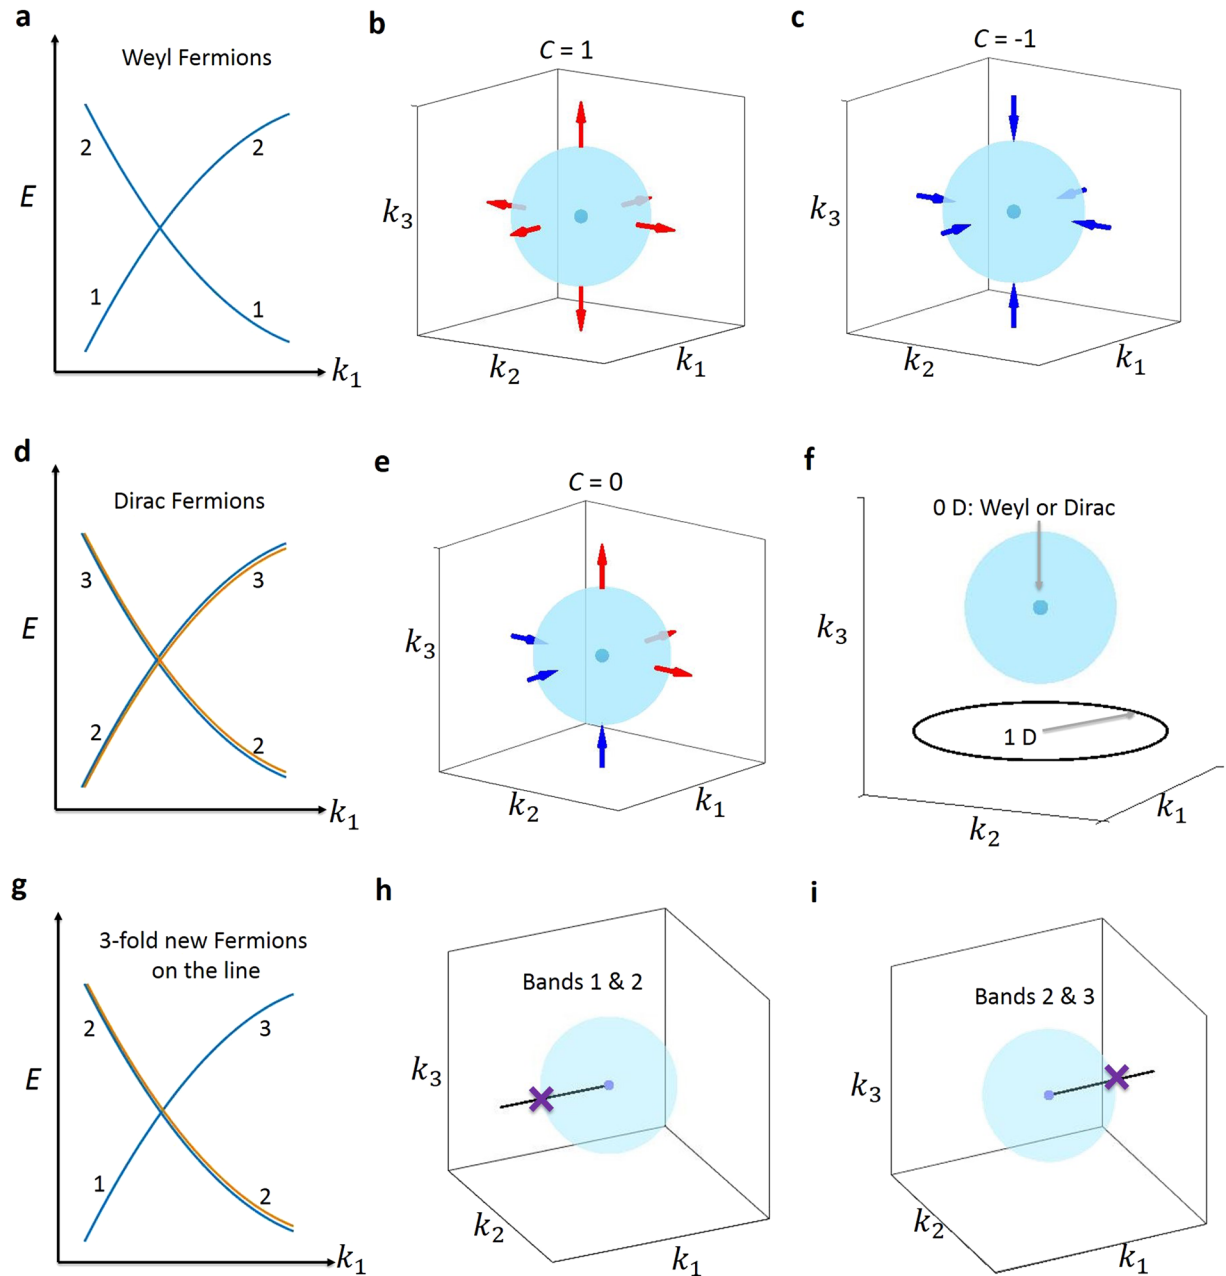 a
Weyl Fermions
2
2
E
1
1
k₁
b
C = 1
k₃
k₂
k₁
c
C = -1
k₃
k₂
k₁
d
Dirac Fermions
3
3
E
2
2
k₁
e
C = 0
k₃
k₂
k₁
f
0 D: Weyl or Dirac
k₃
1 D
k₂
k₁
g
3-fold new Fermions
on the line
2
3
E
1
2
k₁
h
Bands 1 & 2
k₃
k₂
k₁
i
Bands 2 & 3
k₃
k₂
k₁